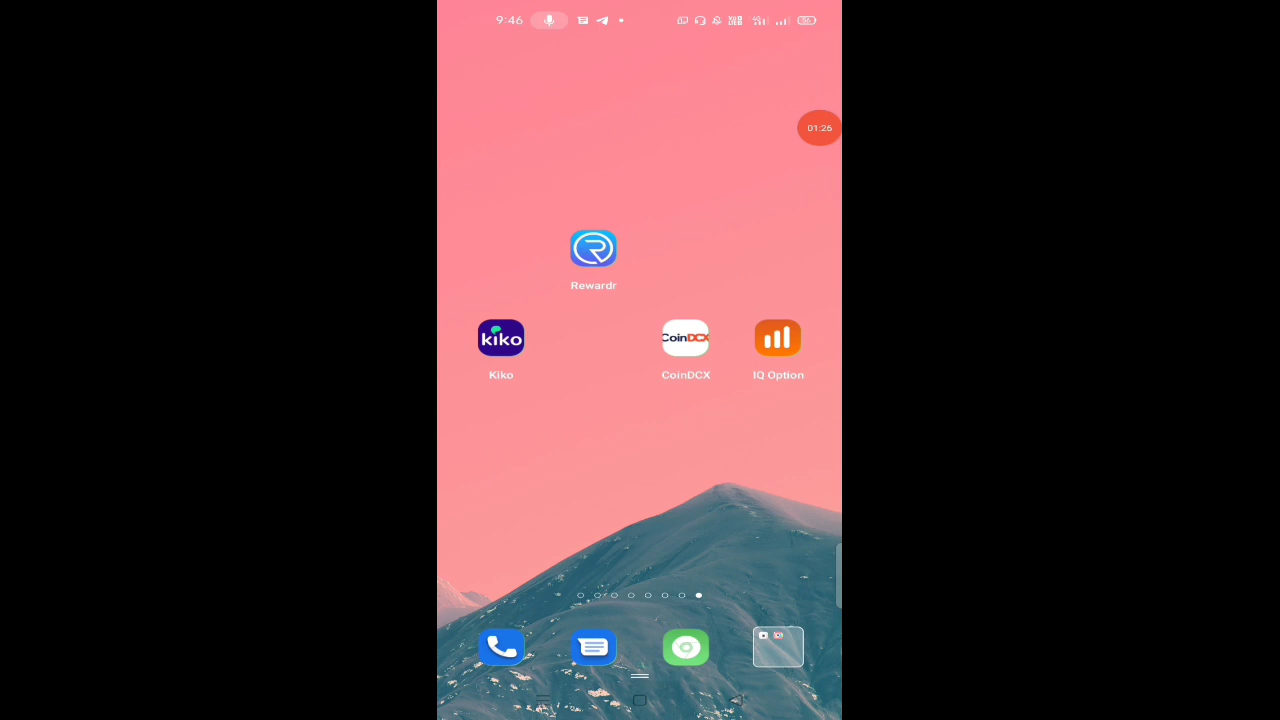 9:46
01:26
Rewardr
kiko
CoinDCX
Kiko
CoinDCX
IQ Option